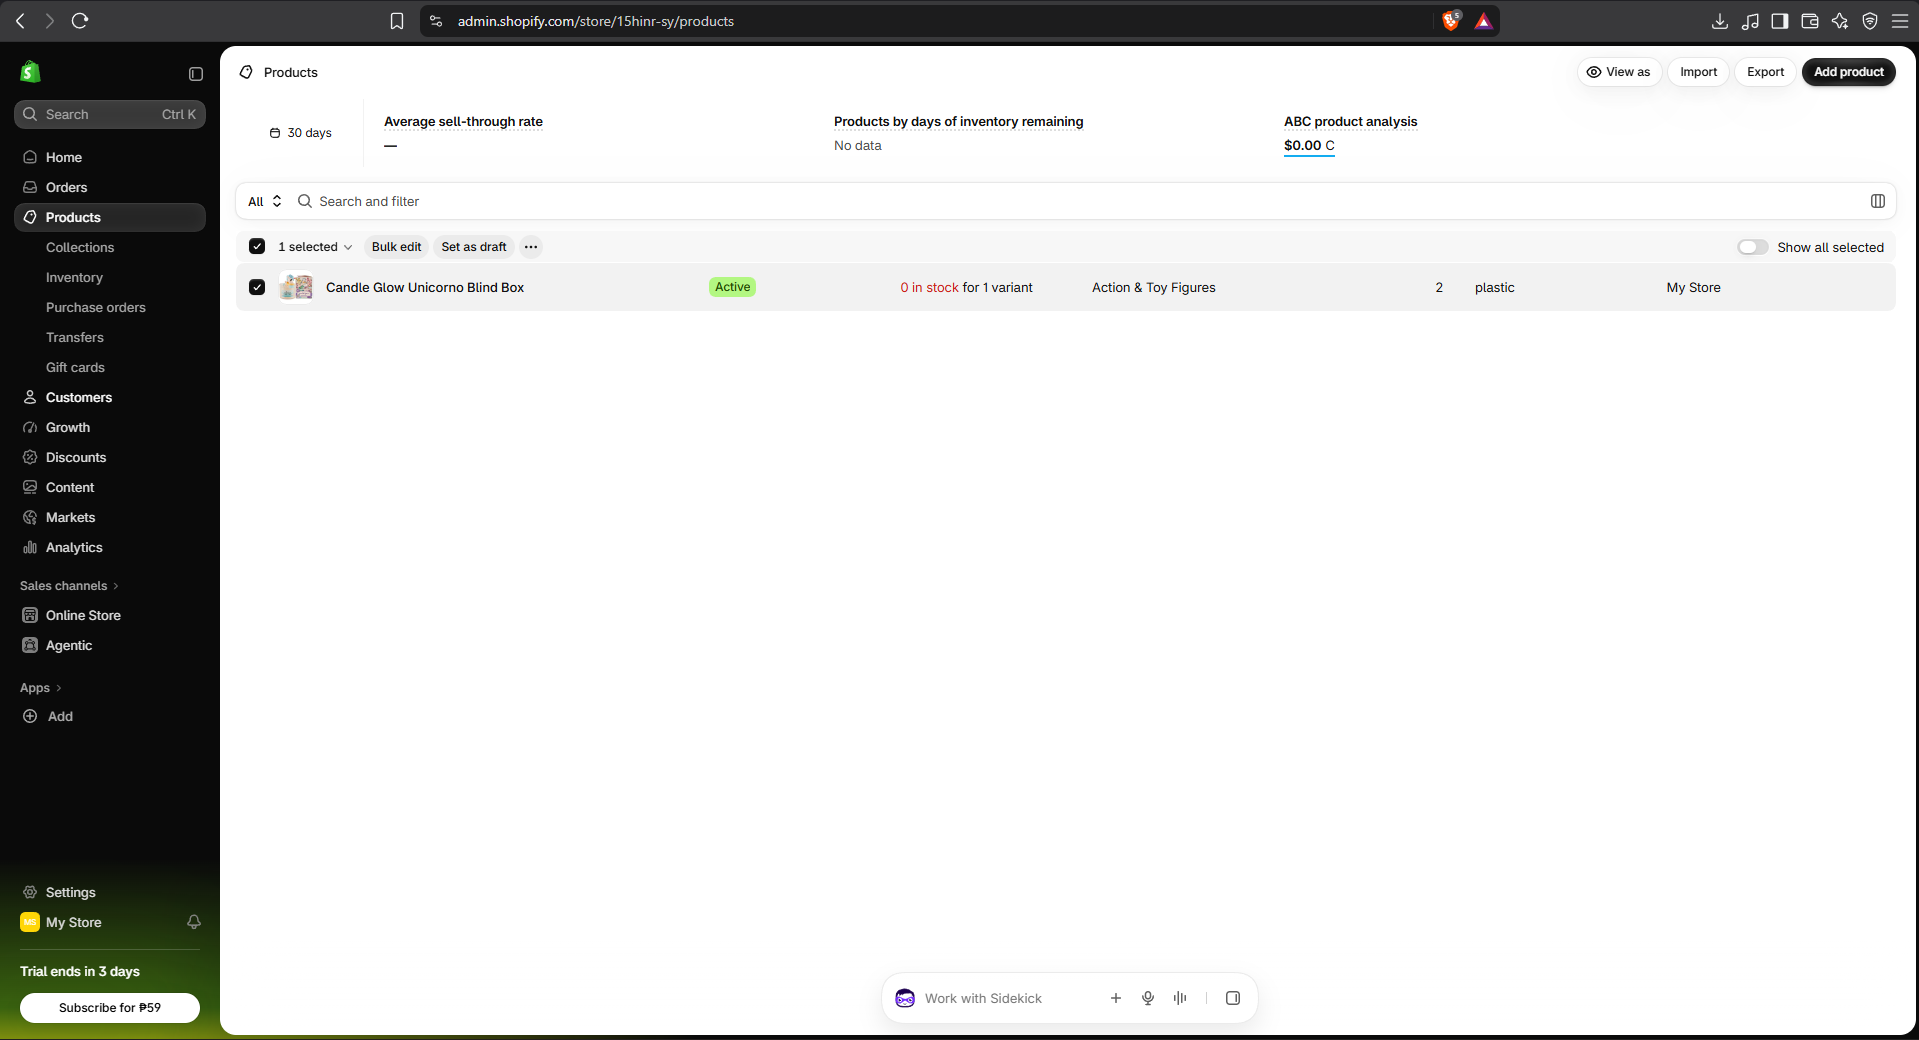 admin.shopify.com/store/15hinr-sy/products
5
Search Ctrl K
Home
Orders
Products
Collections
Inventory
Purchase orders
Transfers
Gift cards
Customers
Growth
Discounts
Content
Markets
Analytics
Sales channels
Online Store
Agentic
Apps
Add
Settings
MS My Store
Trial ends in 3 days
Subscribe for ₱59
Products
View as Import Export Add product
30 days
Average sell-through rate
—
Products by days of inventory remaining
No data
ABC product analysis
$0.00 C
All Search and filter
1 selected Bulk edit Set as draft ••• Show all selected
Candle Glow Unicorno Blind Box Active 0 in stock for 1 variant Action & Toy Figures 2 plastic My Store
Work with Sidekick